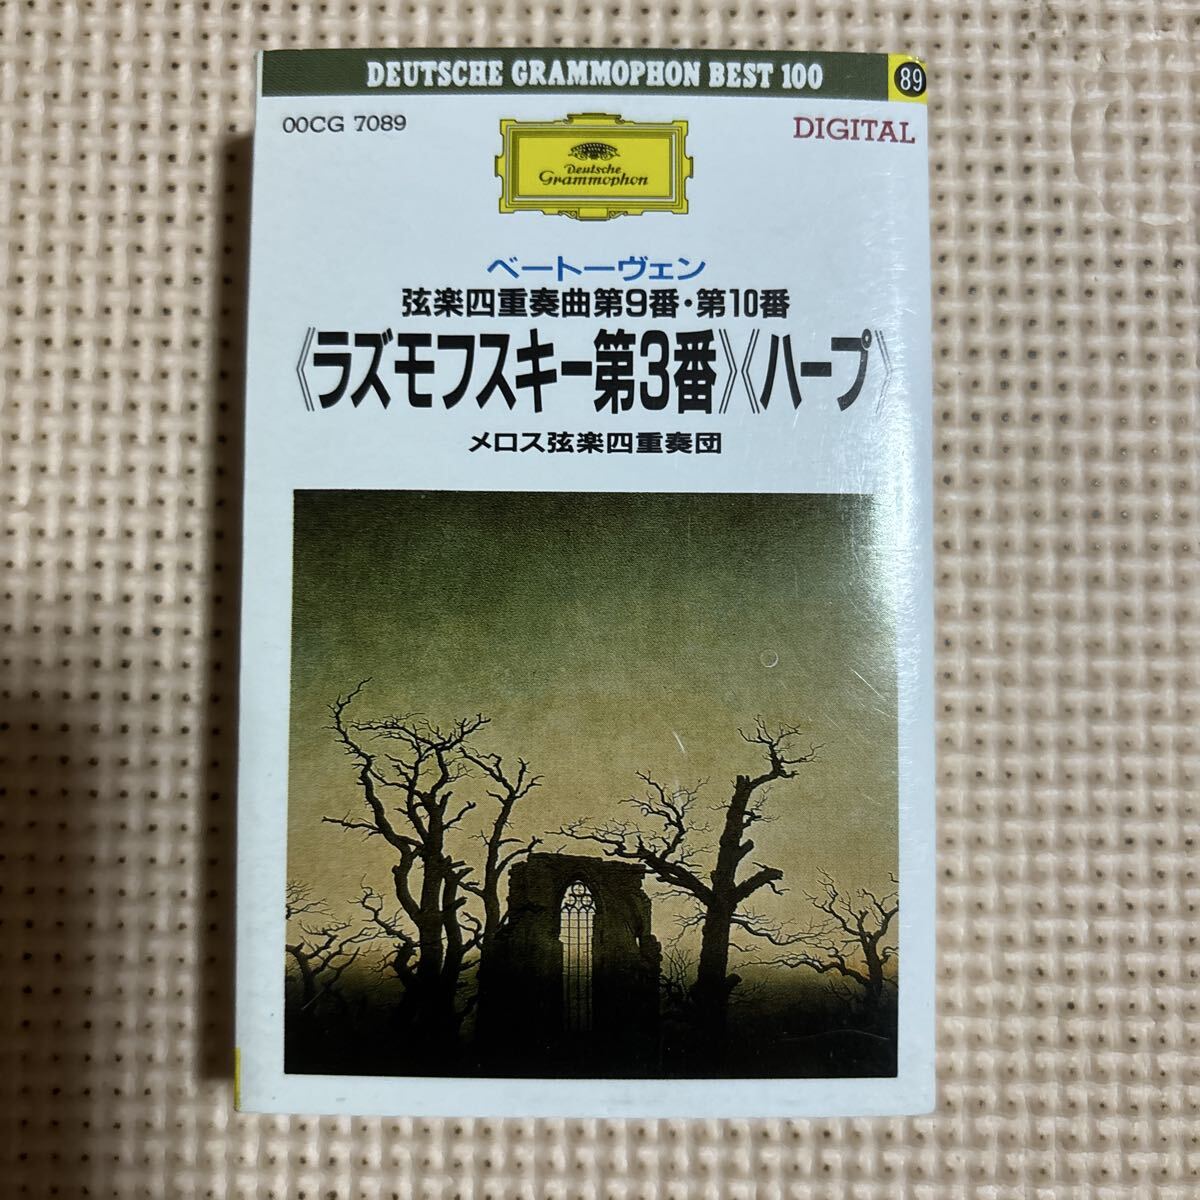 DEUTSCHE GRAMMOPHON BEST 100
89
00CG 7089
DIGITAL
Deutsche
Grammophon
ベートーヴェン
弦楽四重奏曲第9番・第10番
《ラズモフスキー第3番》《ハープ》
メロス弦楽四重奏団